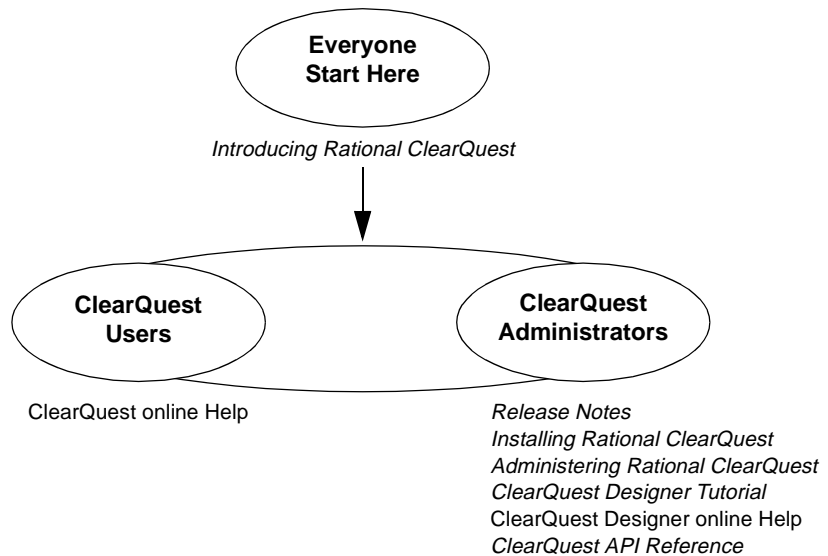 Everyone
Start Here
Introducing Rational ClearQuest
ClearQuest
Users
ClearQuest
Administrators
ClearQuest online Help
Release Notes
Installing Rational ClearQuest
Administering Rational ClearQuest
ClearQuest Designer Tutorial
ClearQuest Designer online Help
ClearQuest API Reference